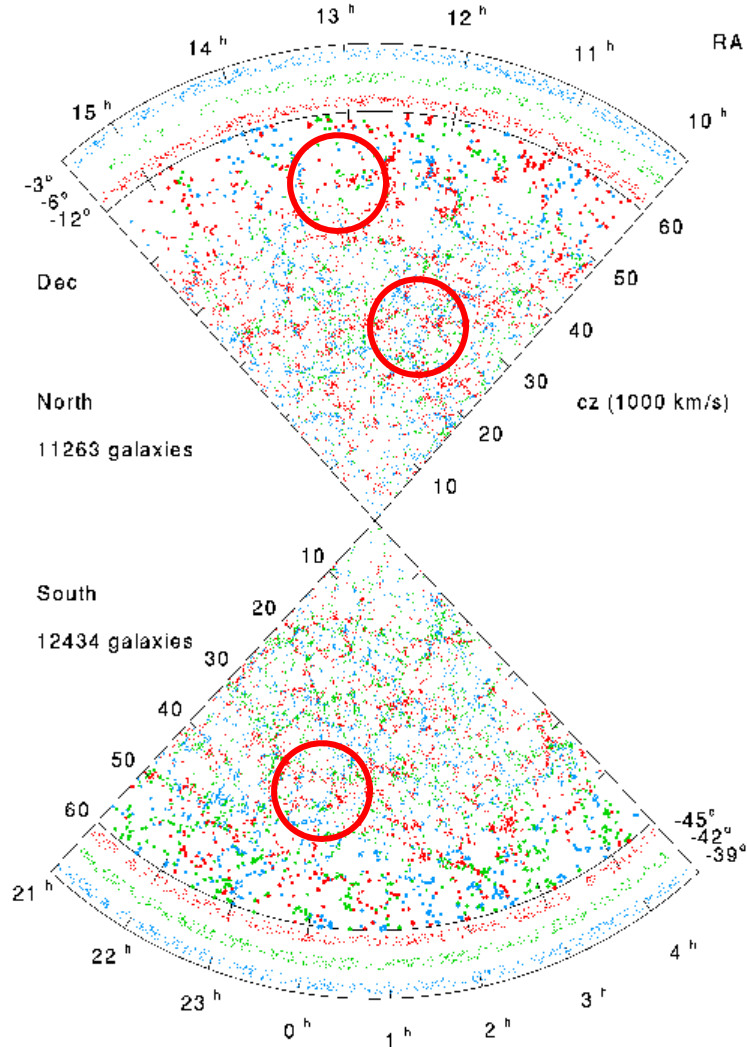 13 h
12 h
14 h
11 h
RA
15 h
10 h
-3°
-6°
-12°
60
50
Dec
40
30
North
cz (1000 km/s)
20
11263 galaxies
10
10
South
20
12434 galaxies
30
40
50
60
-45°
-42°
-39°
21 h
22 h
4 h
23 h
3 h
0 h
2 h
1 h